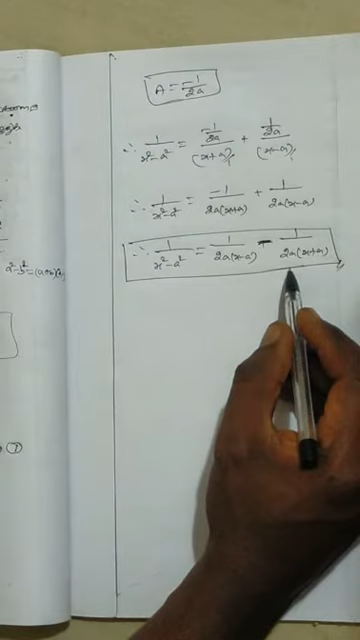 a²-b²=(a+b)(
⑦
A = -1/2a
∴ 1/x²-a² = -1/2a/(x+a) + 1/2a/(x-a)
∴ 1/x²-a² = -1/2a(x+a) + 1/2a(x-a)
∴ 1/x²-a² = 1/2a(x-a) - 1/2a(x+a)